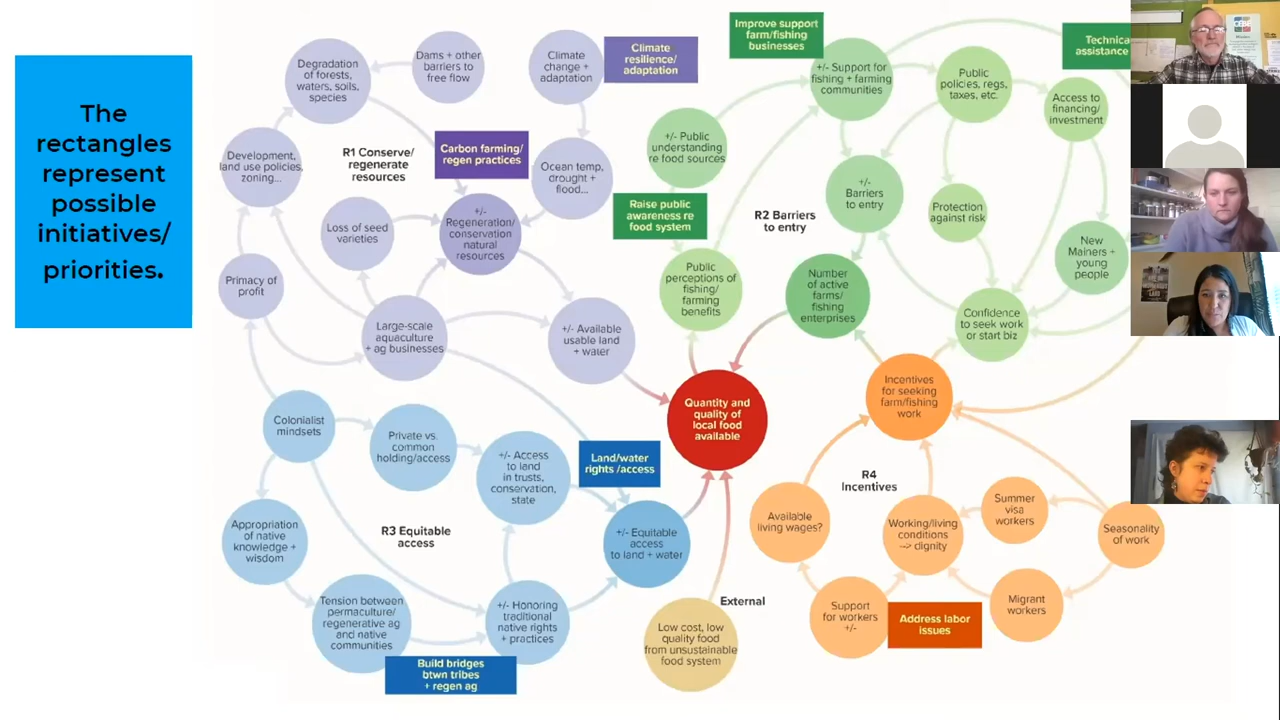 The
rectangles
represent
possible
initiatives/
priorities.
Degradation
of forests,
waters, soils,
species
Dams + other
barriers to
free flow
Climate
change +
adaptation
Climate
resilience/
adaptation
Development,
land use policies,
zoning...
R1 Conserve/
regenerate
resources
Carbon farming/
regen practices
Ocean temp,
drought +
flood...
Loss of seed
varieties
+/-
Regeneration/
conservation
natural
resources
Primacy of
profit
Large-scale
aquaculture
+ ag businesses
+/- Available
usable land
+ water
Improve support
farm/fishing
businesses
+/- Support for
fishing + farming
communities
Public
policies, regs,
taxes, etc.
Technica
assistance
Access to
financing/
investment
+/- Public
understanding
re food sources
Raise public
awareness re
food system
R2 Barriers
to entry
+/-
Barriers
to entry
Protection
against risk
New
Mainers +
young
people
Public
perceptions of
fishing/
farming
benefits
Number
of active
farms/
fishing
enterprises
Confidence
to seek work
or start biz
Quantity and
quality of
local food
available
Incentives
for seeking
farm/fishing
work
Colonialist
mindsets
Private vs.
common
holding/access
+/- Access
to land
in trusts,
conservation,
state
Land/water
rights /access
Appropriation
of native
knowledge +
wisdom
R3 Equitable
access
+/- Equitable
access
to land + water
Tension between
permaculture/
regenerative ag
and native
communities
+/- Honoring
traditional
native rights
+ practices
Build bridges
btwn tribes
+ regen ag
External
Low cost, low
quality food
from unsustainable
food system
R4
Incentives
Available
living wages?
Working/living
conditions
--> dignity
Summer
visa
workers
Seasonality
of work
Support
for workers
+/-
Address labor
issues
Migrant
workers